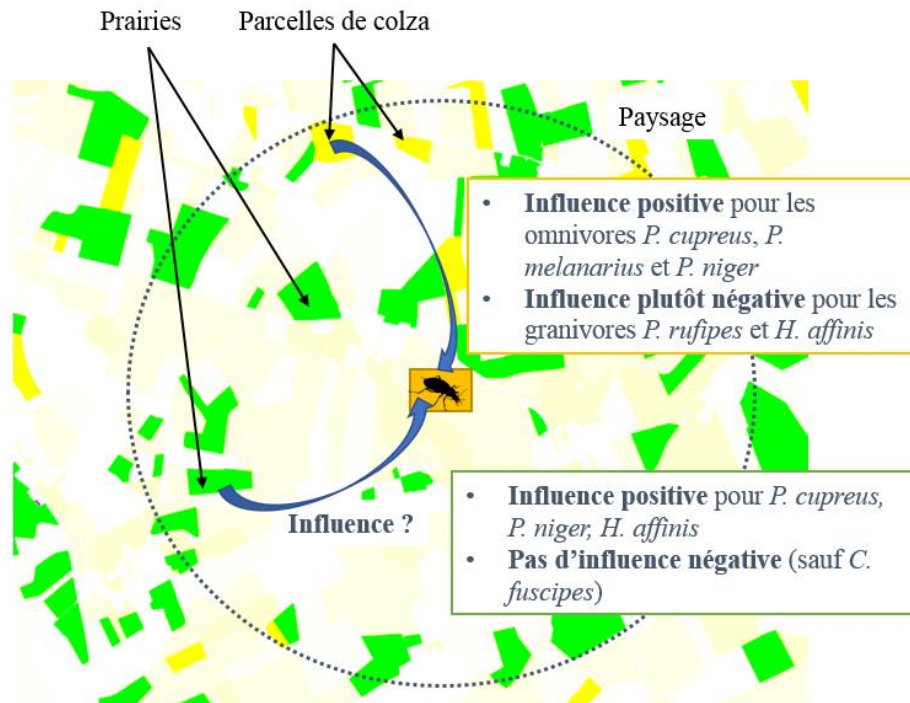 Prairies
Parcelles de colza
Paysage
• Influence positive pour les
omnivores P. cupreus, P.
melanarius et P. niger
• Influence plutôt négative pour les
granivores P. rufipes et H. affinis
Influence ?
• Influence positive pour P. cupreus,
P. niger, H. affinis
• Pas d’influence négative (sauf C.
fuscipes)